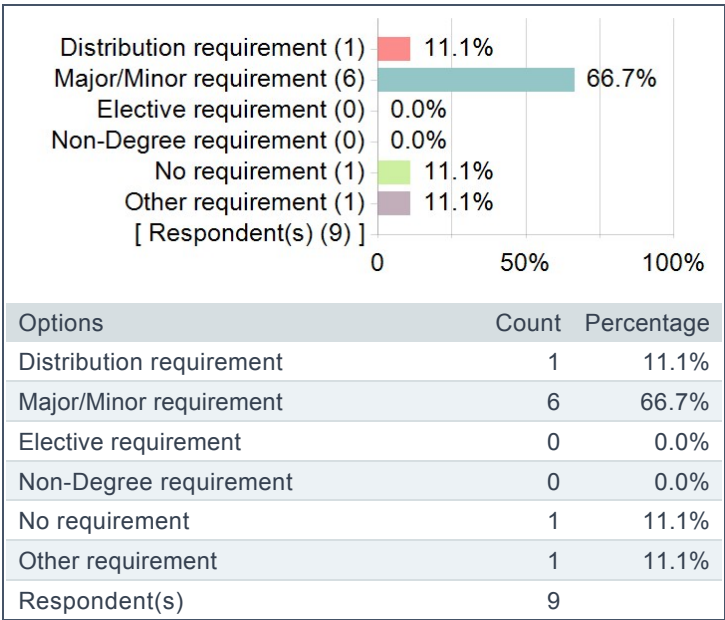 Distribution requirement (1) 11.1%
Major/Minor requirement (6) 66.7%
Elective requirement (0) 0.0%
Non-Degree requirement (0) 0.0%
No requirement (1) 11.1%
Other requirement (1) 11.1%
[ Respondent(s) (9) ]
0 50% 100%
Options Count Percentage
Distribution requirement 1 11.1%
Major/Minor requirement 6 66.7%
Elective requirement 0 0.0%
Non-Degree requirement 0 0.0%
No requirement 1 11.1%
Other requirement 1 11.1%
Respondent(s) 9